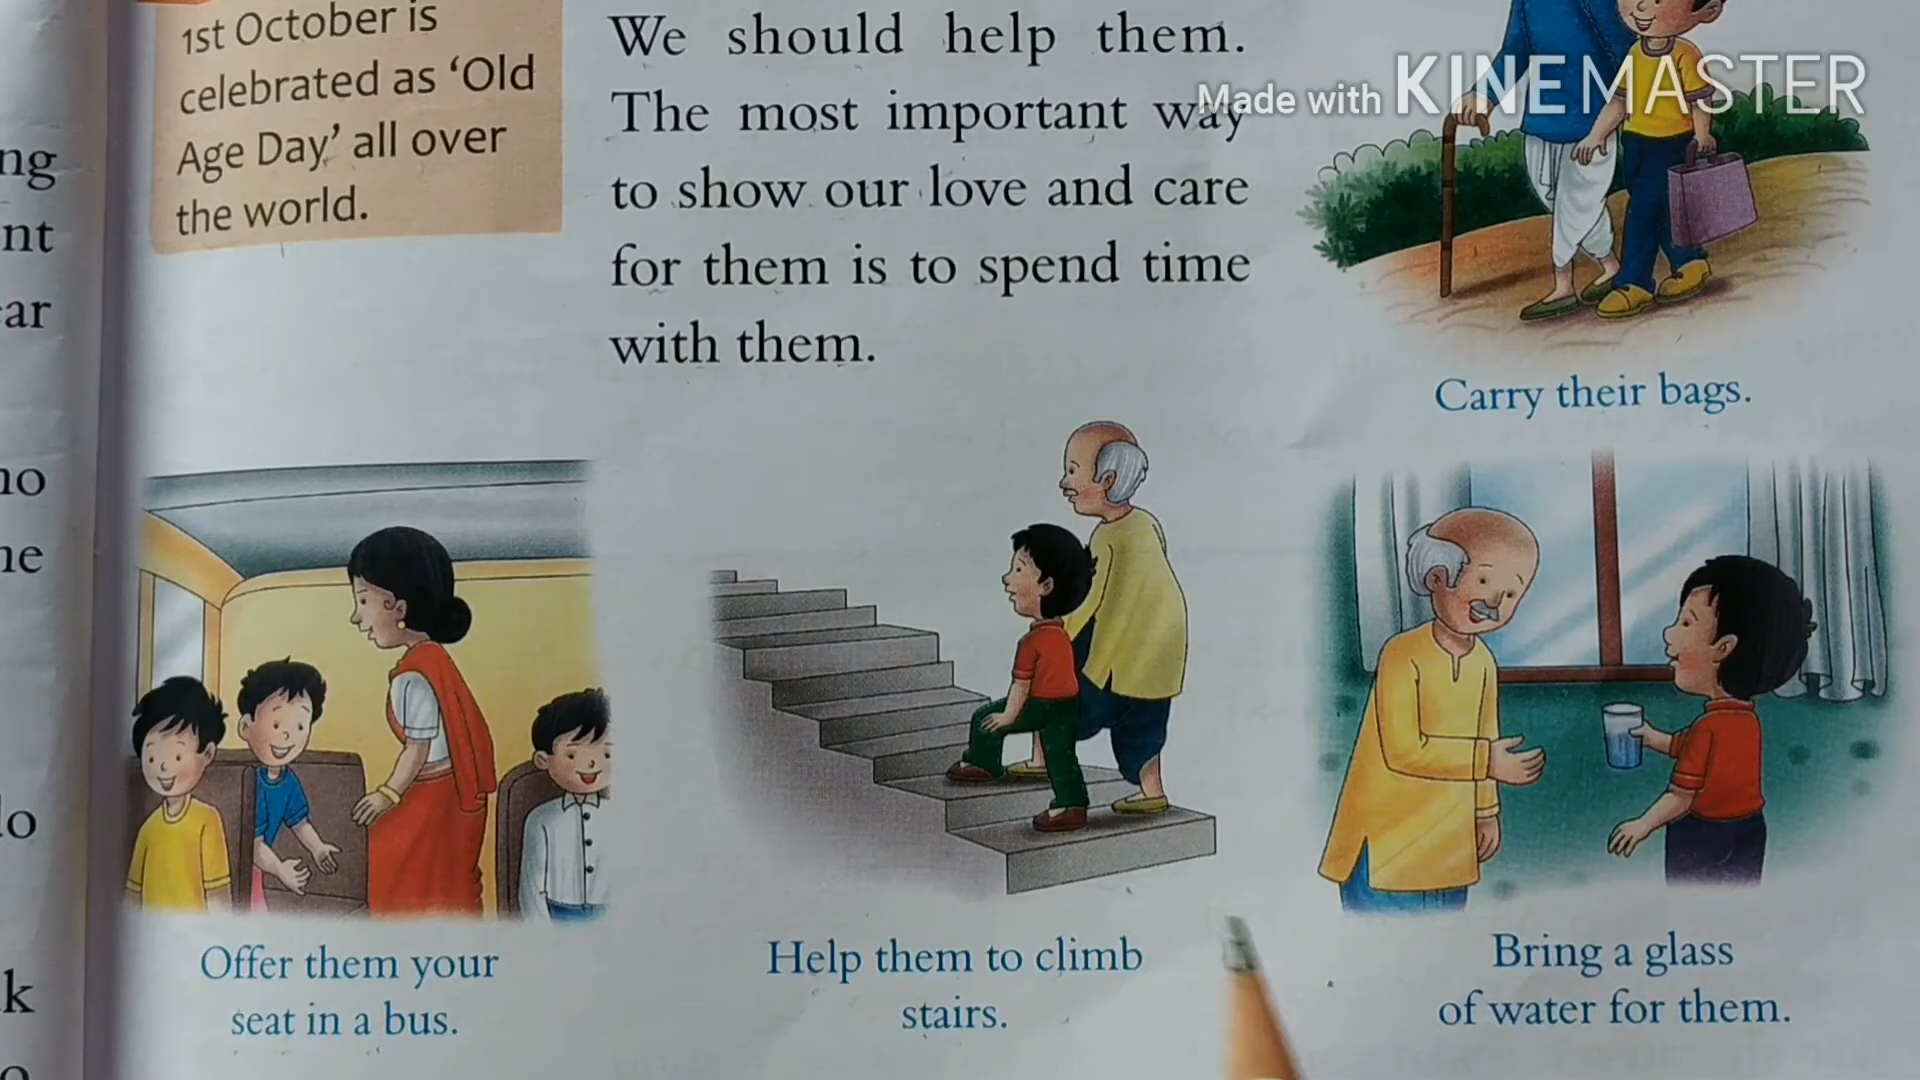 1st October is
celebrated as ‘Old
Age Day’ all over
the world.
We should help them.
The most important way
to show our love and care
for them is to spend time
with them.
Made with KINEMASTER
Carry their bags.
Offer them your
seat in a bus.
Help them to climb
stairs.
Bring a glass
of water for them.
ng
nt
ar